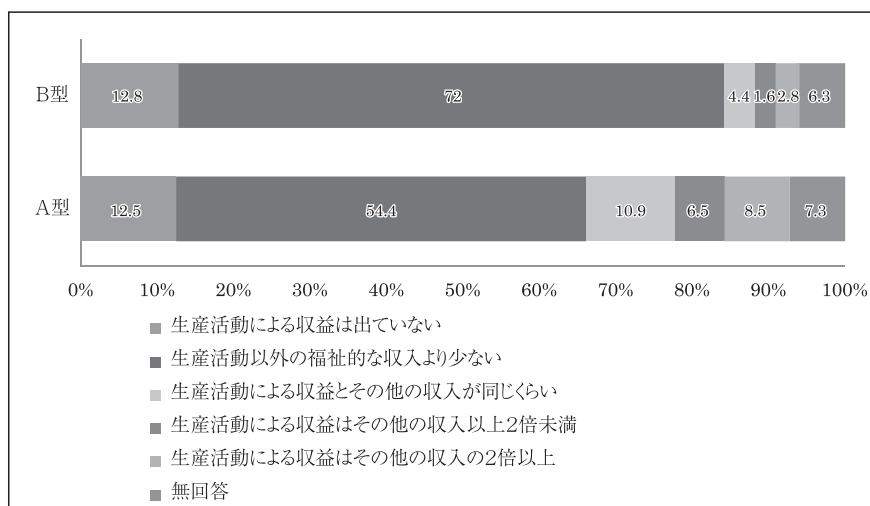 B型
12.8
72
4.4
1.6
2.8
6.3
A型
12.5
54.4
10.9
6.5
8.5
7.3
0% 10% 20% 30% 40% 50% 60% 70% 80% 90% 100%
生産活動による収益は出ていない
生産活動以外の福祉的な収入より少ない
生産活動による収益とその他の収入が同じくらい
生産活動による収益はその他の収入以上2倍未満
生産活動による収益はその他の収入の2倍以上
無回答